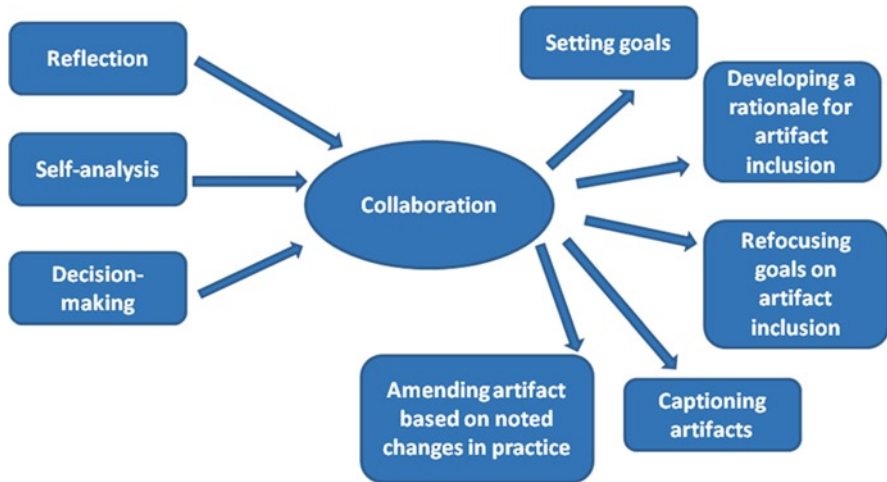 Reflection
Self-analysis
Decision-
making
Collaboration
Setting goals
Developing a
rationale for
artifact
inclusion
Refocusing
goals on
artifact
inclusion
Captioning
artifacts
Amending artifact
based on noted
changes in practice